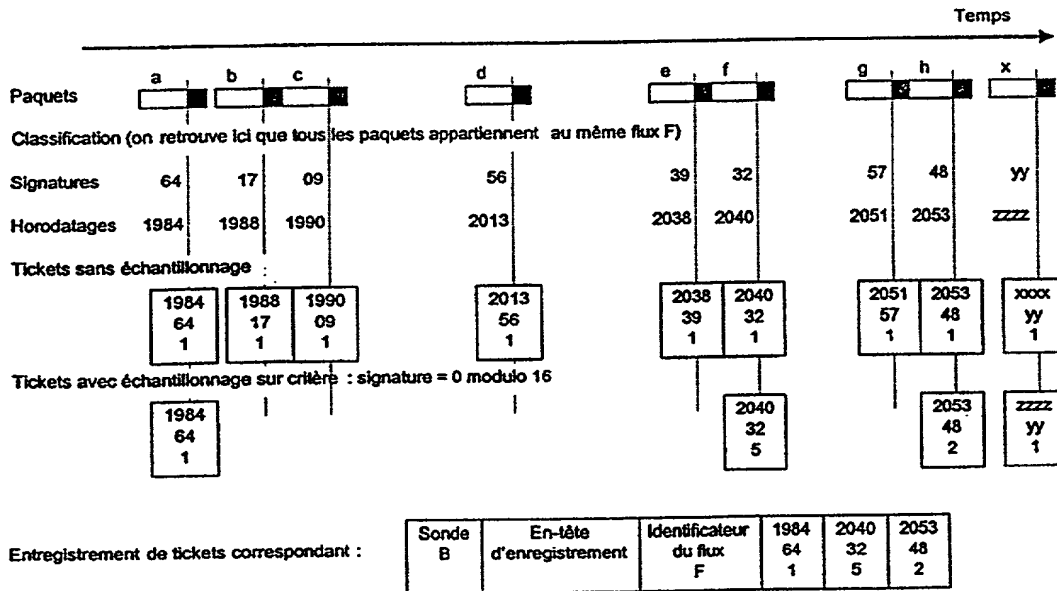 Temps
a b c d e f g h x
Paquets
Classification (on retrouve ici que tous les paquets appartiennent au même flux F)
Signatures 64 17 09 56 39 32 57 48 yy
Horodatages 1984 1988 1990 2013 2038 2040 2051 2053 zzzz
Tickets sans échantillonnage :
1984 1988 1990 2013 2038 2040 2051 2053 xxxx
64 17 09 56 39 32 57 48 yy
1 1 1 1 1 1 1 1 1
Tickets avec échantillonnage sur critère : signature = 0 modulo 16
1984 2040 2053 zzzz
64 32 48 yy
1 5 2 1
Entregistrement de tickets correspondant :
Sonde En-tête Identificateur 1984 2040 2053
B d'enregistrement du flux 64 32 48
F 1 5 2